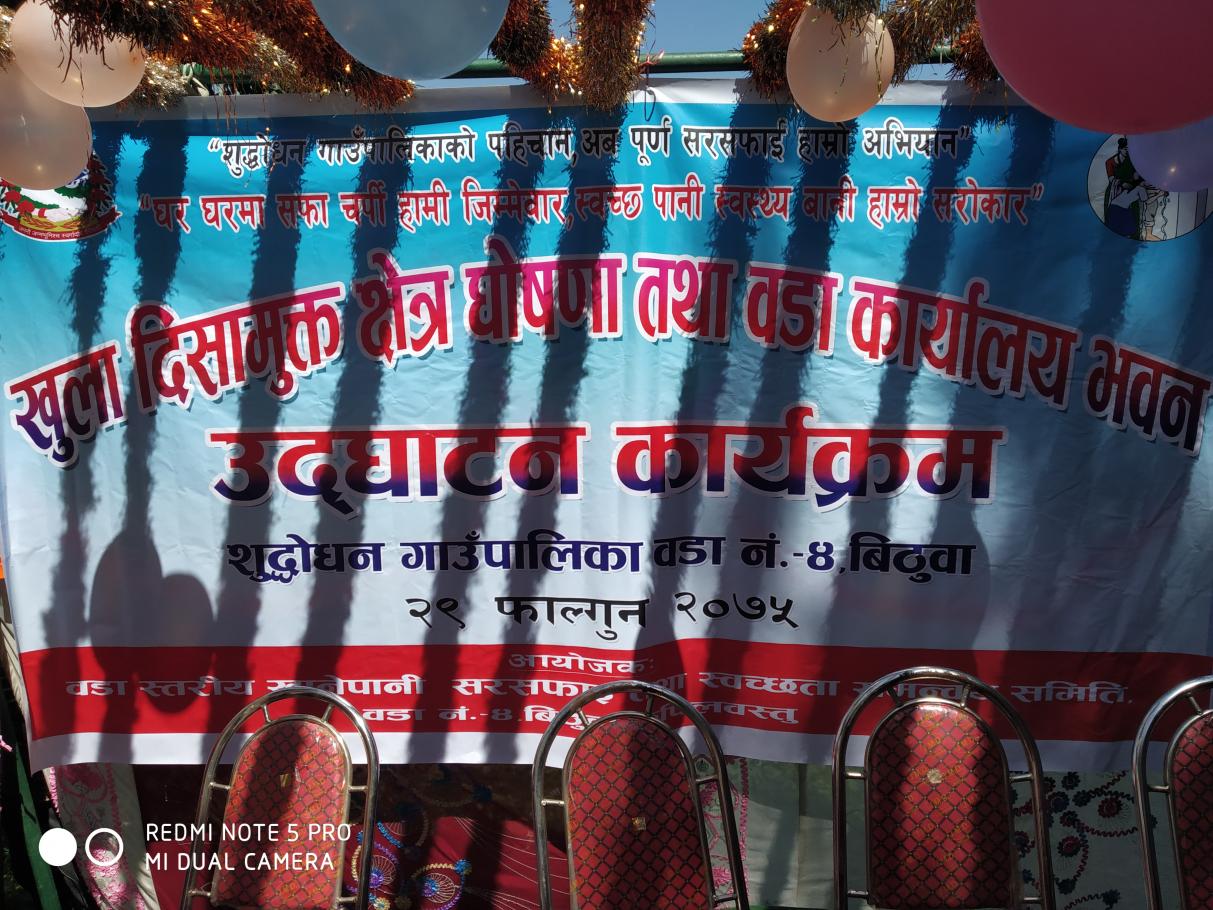 “शुद्धोधन गाउँपालिकाको पहिचान, अब पूर्ण सरसफाई हाम्रो अभियान”
“घर घरमा सफा चर्पी हामी जिम्मेवार, स्वच्छ पानी स्वस्थ्य बानी हाम्रो सरोकार”
खुला दिसामुक्त क्षेत्र घोषणा तथा वडा कार्यालय भवन
उद्घाटन कार्यक्रम
शुद्धोधन गाउँपालिका वडा नं.-४, बिठुवा
२९ फाल्गुन २०७५
आयोजक:
वडा स्तरीय खानेपानी सरसफाई तथा स्वच्छता समन्वय समिति.
वडा नं.-४
REDMI NOTE 5 PRO
MI DUAL CAMERA